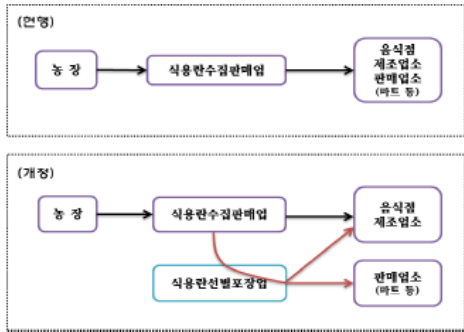 (현행)
농 장
식용란수집판매업
음식점
제조업소
판매업소
(마트 등)
(개정)
농 장
식용란수집판매업
음식점
제조업소
식용란선별포장업
판매업소
(마트 등)